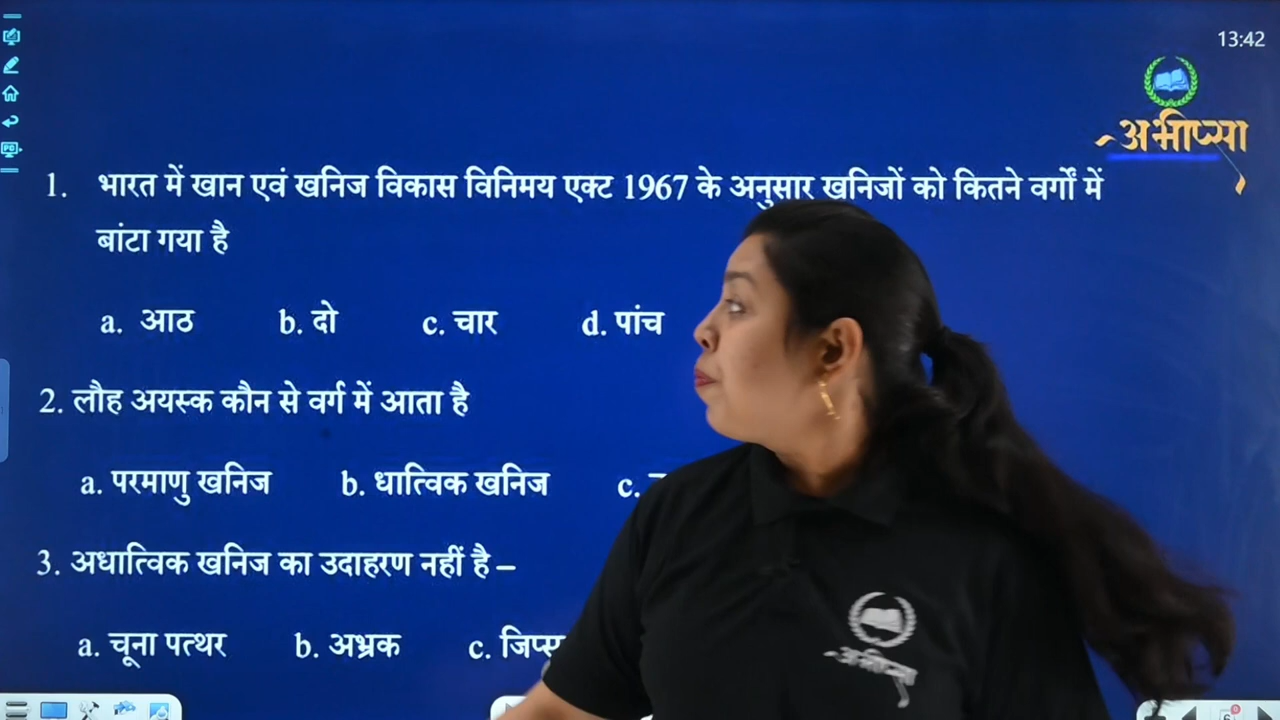 13:42
अभीप्सा
1. भारत में खान एवं खनिज विकास विनिमय एक्ट 1967 के अनुसार खनिजों को कितने वर्गों में
बांटा गया है
a. आठ b. दो c. चार d. पांच
2. लौह अयस्क कौन से वर्ग में आता है
a. परमाणु खनिज b. धात्विक खनिज c.
3. अधात्विक खनिज का उदाहरण नहीं है –
a. चूना पत्थर b. अभ्रक c.
अभीप्सा